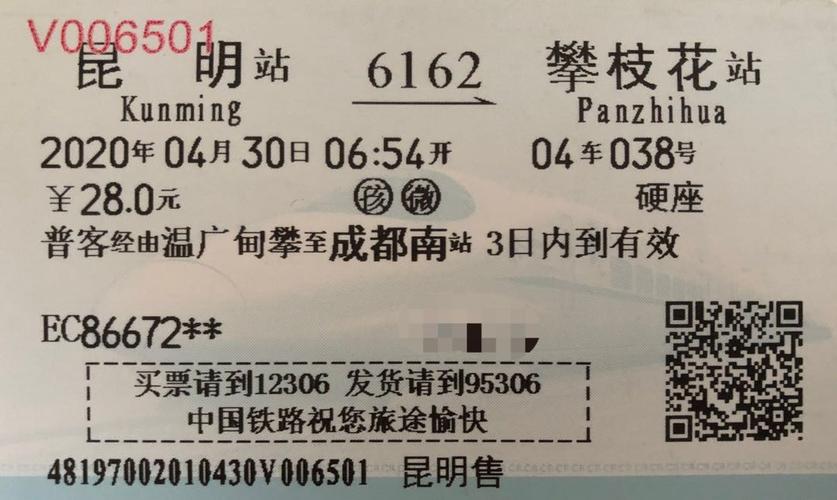 V006501
昆明站 6162 攀枝花站
Kunming Panzhihua
2020年04月30日06:54开 04车038号
¥28.0元 孩 微 硬座
普客经由温广甸攀至成都南站 3日内到有效
EC86672**
买票请到12306 发货请到95306
中国铁路祝您旅途愉快
48197002010430V006501 昆明售